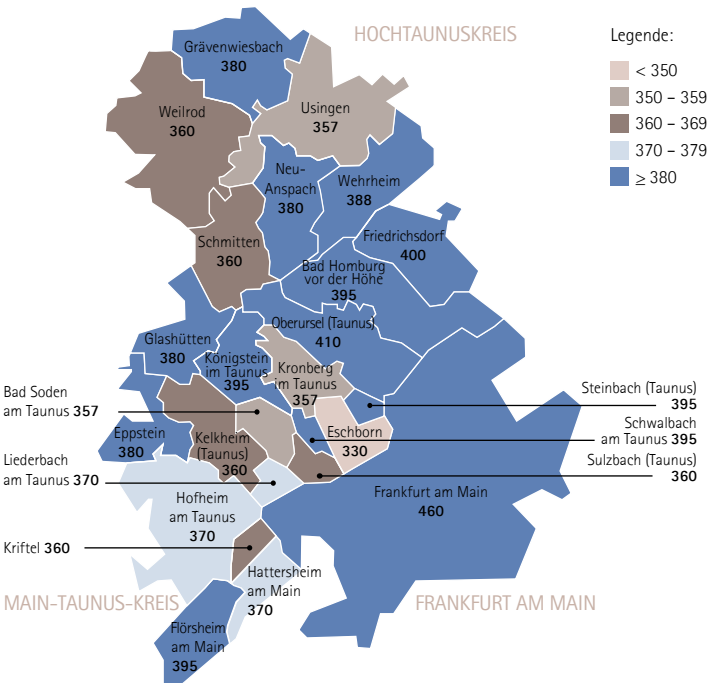 HOCHTAUNUSKREIS
Legende:
< 350
350 – 359
360 – 369
370 – 379
≥ 380
Grävenwiesbach
380
Weilrod
360
Usingen
357
Neu-
Anspach
380
Wehrheim
388
Schmitten
360
Friedrichsdorf
400
Bad Homburg
vor der Höhe
395
Oberursel (Taunus)
410
Glashütten
380
Königstein
im Taunus
395
Kronberg
im Taunus
357
Steinbach (Taunus)
395
Bad Soden
am Taunus 357
Schwalbach
am Taunus 395
Eschborn
330
Eppstein
380
Kelkheim
(Taunus)
360
Sulzbach (Taunus)
360
Liederbach
am Taunus 370
Frankfurt am Main
460
Hofheim
am Taunus
370
Kriftel 360
Hattersheim
am Main
370
MAIN-TAUNUS-KREIS
FRANKFURT AM MAIN
Flörsheim
am Main
395